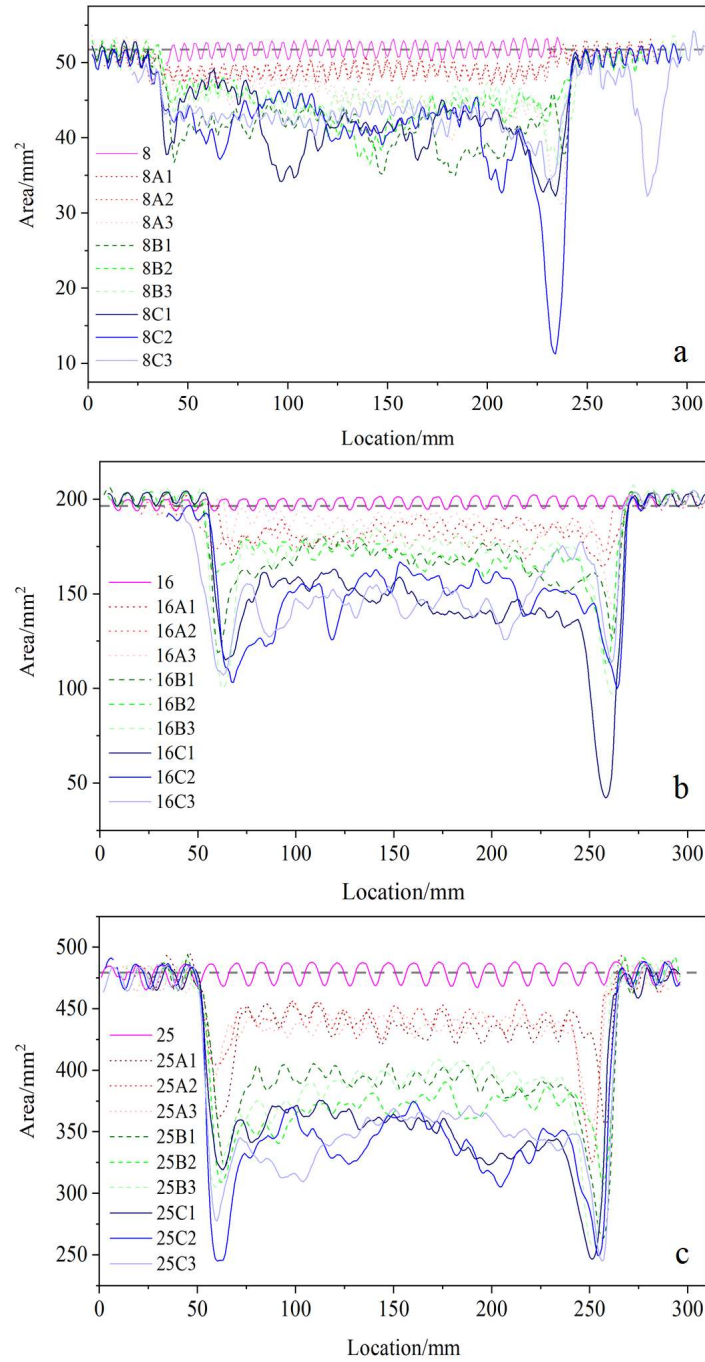 50
40
30
20
10
Area/mm²
8
8A1
8A2
8A3
8B1
8B2
8B3
8C1
8C2
8C3
a
0 50 100 150 200 250 300
Location/mm
200
150
100
50
Area/mm²
16
16A1
16A2
16A3
16B1
16B2
16B3
16C1
16C2
16C3
b
0 50 100 150 200 250 300
Location/mm
500
450
400
350
300
250
Area/mm²
25
25A1
25A2
25A3
25B1
25B2
25B3
25C1
25C2
25C3
c
0 50 100 150 200 250 300
Location/mm